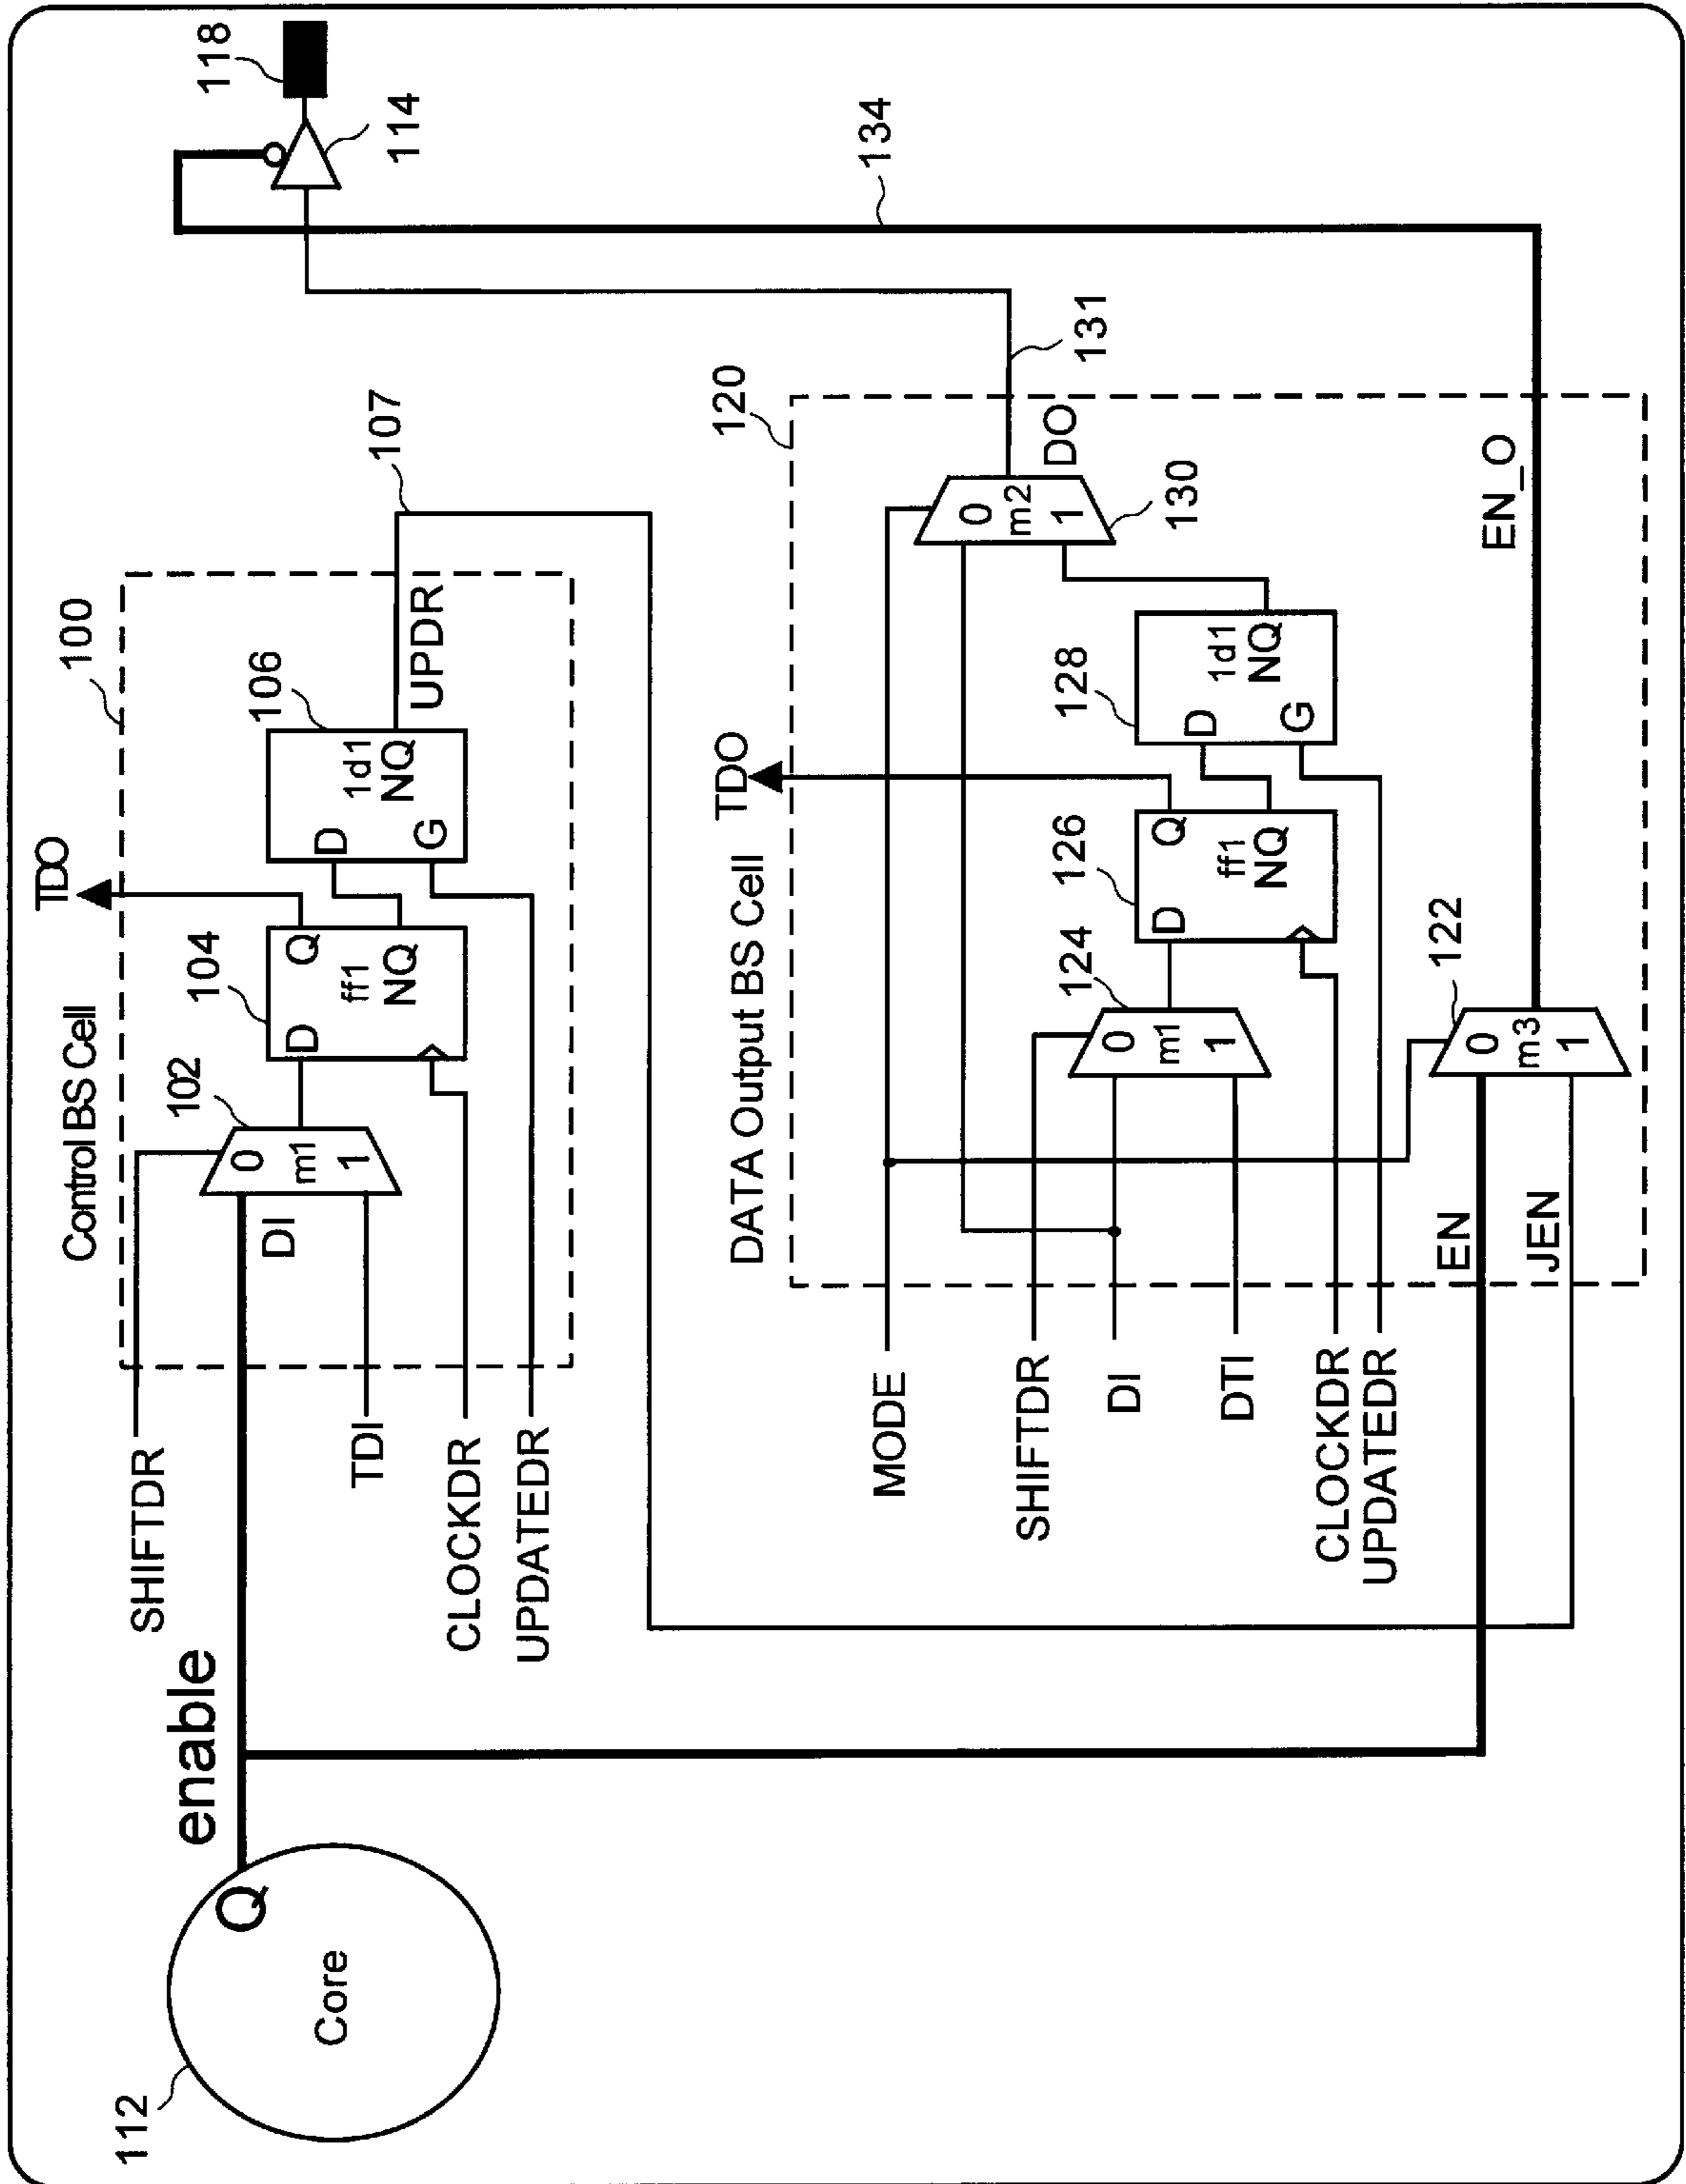 112
Core
Q
enable
100
Control BS Cell
TDO
SHIFTDR
DI
TDI
CLOCKDR
UPDATEDR
102
0
m1
1
104
D
Q
ff1
NQ
106
D
1d1
NQ
G
UPDR
107
118
114
134
120
DATA Output BS Cell
TDO
MODE
SHIFTDR
DI
DTI
CLOCKDR
UPDATEDR
EN
JEN
124
0
m1
1
126
D
Q
ff1
NQ
128
D
1d1
NQ
G
0
m2
1
130
DO
131
122
0
m3
1
EN_O